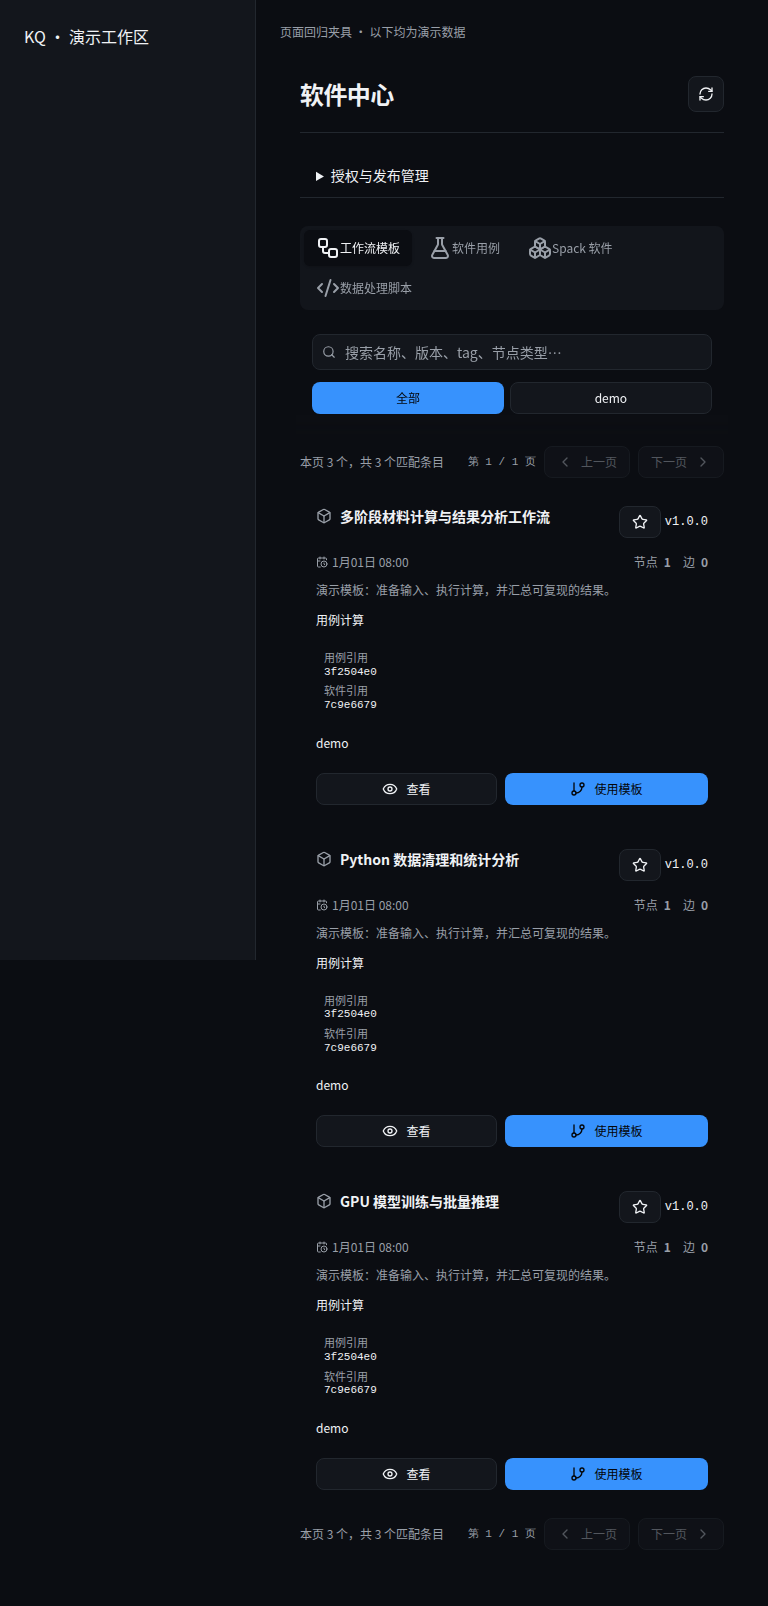 KQ · 演示工作区
页面回归夹具 · 以下均为演示数据
软件中心
授权与发布管理
工作流模板 软件用例 Spack 软件
数据处理脚本
搜索名称、版本、tag、节点类型…
全部 demo
本页 3 个，共 3 个匹配条目 第 1 / 1 页 上一页 下一页
多阶段材料计算与结果分析工作流 v1.0.0
1月01日 08:00 节点 1 边 0
演示模板：准备输入、执行计算，并汇总可复现的结果。
用例计算
用例引用
3f2504e0
软件引用
7c9e6679
demo
查看 使用模板
Python 数据清理和统计分析 v1.0.0
1月01日 08:00 节点 1 边 0
演示模板：准备输入、执行计算，并汇总可复现的结果。
用例计算
用例引用
3f2504e0
软件引用
7c9e6679
demo
查看 使用模板
GPU 模型训练与批量推理 v1.0.0
1月01日 08:00 节点 1 边 0
演示模板：准备输入、执行计算，并汇总可复现的结果。
用例计算
用例引用
3f2504e0
软件引用
7c9e6679
demo
查看 使用模板
本页 3 个，共 3 个匹配条目 第 1 / 1 页 上一页 下一页